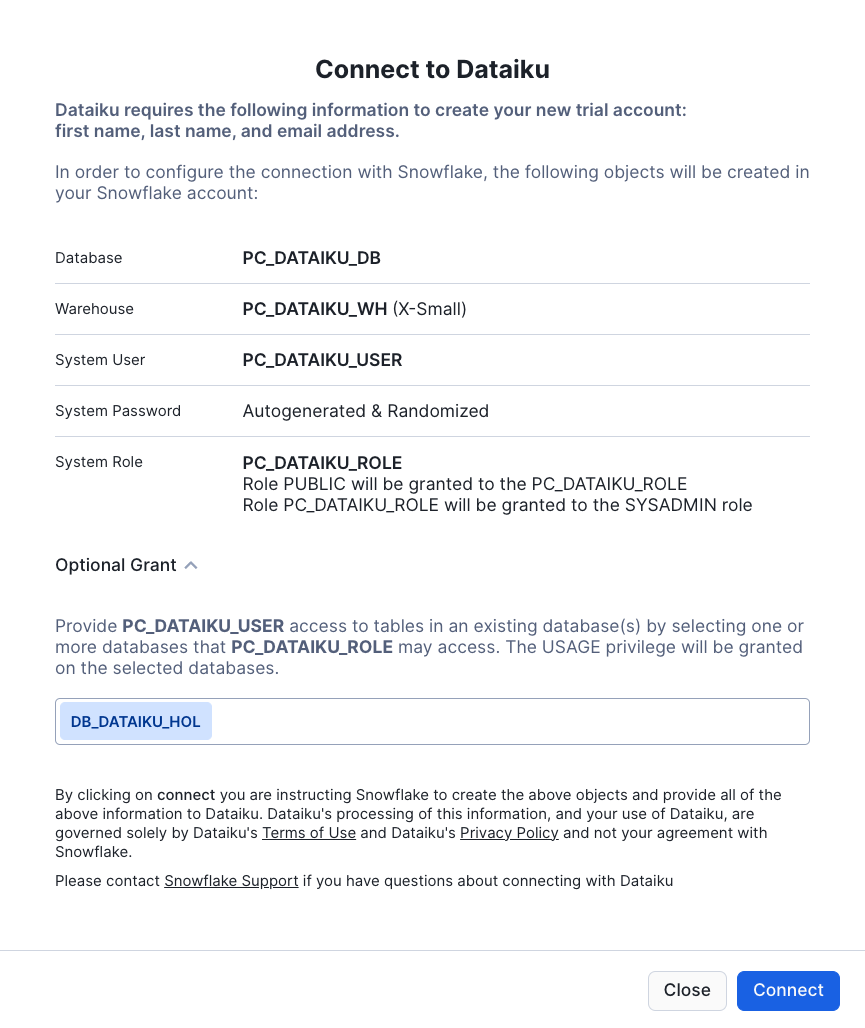 Connect to Dataiku
Dataiku requires the following information to create your new trial account:
first name, last name, and email address.
In order to configure the connection with Snowflake, the following objects will be created in
your Snowflake account:
Database PC_DATAIKU_DB
Warehouse PC_DATAIKU_WH (X-Small)
System User PC_DATAIKU_USER
System Password Autogenerated & Randomized
System Role PC_DATAIKU_ROLE
Role PUBLIC will be granted to the PC_DATAIKU_ROLE
Role PC_DATAIKU_ROLE will be granted to the SYSADMIN role
Optional Grant
Provide PC_DATAIKU_USER access to tables in an existing database(s) by selecting one or
more databases that PC_DATAIKU_ROLE may access. The USAGE privilege will be granted
on the selected databases.
DB_DATAIKU_HOL
By clicking on connect you are instructing Snowflake to create the above objects and provide all of the
above information to Dataiku. Dataiku's processing of this information, and your use of Dataiku, are
governed solely by Dataiku's Terms of Use and Dataiku's Privacy Policy and not your agreement with
Snowflake.
Please contact Snowflake Support if you have questions about connecting with Dataiku
Close Connect